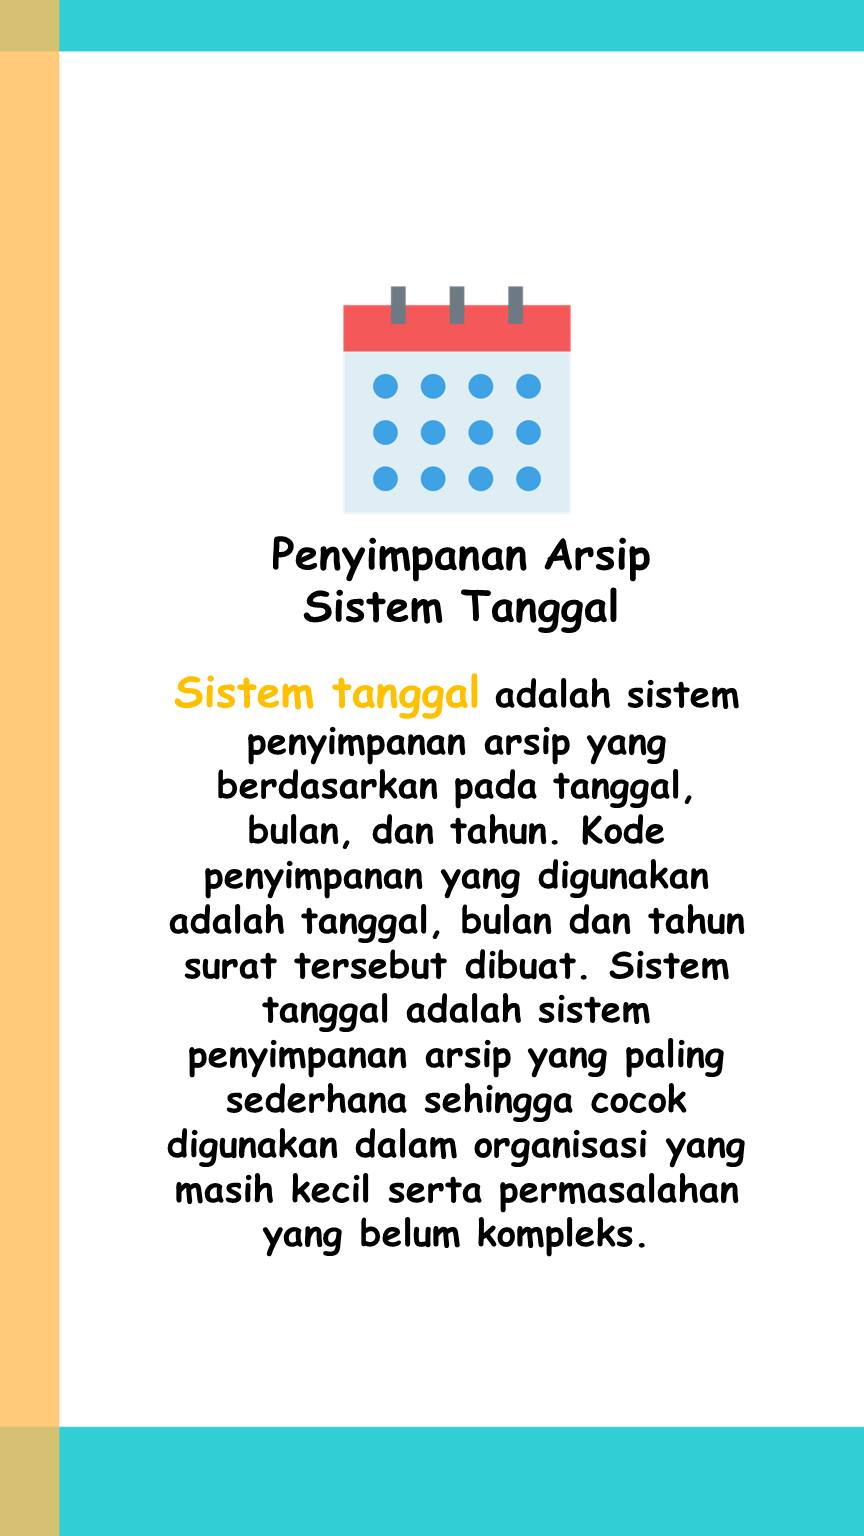 Penyimpanan Arsip
Sistem Tanggal
Sistem tanggal adalah sistem
penyimpanan arsip yang
berdasarkan pada tanggal,
bulan, dan tahun. Kode
penyimpanan yang digunakan
adalah tanggal, bulan dan tahun
surat tersebut dibuat. Sistem
tanggal adalah sistem
penyimpanan arsip yang paling
sederhana sehingga cocok
digunakan dalam organisasi yang
masih kecil serta permasalahan
yang belum kompleks.